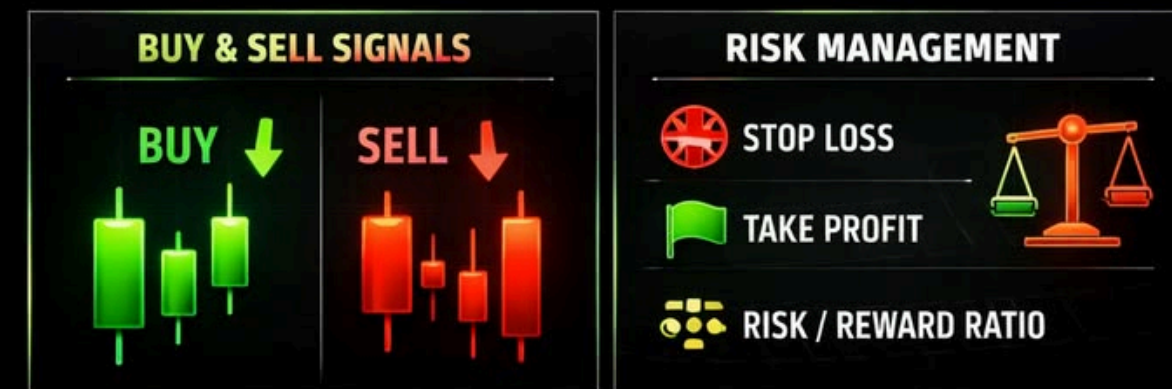 BUY & SELL SIGNALS
BUY
SELL
RISK MANAGEMENT
STOP LOSS
TAKE PROFIT
RISK / REWARD RATIO